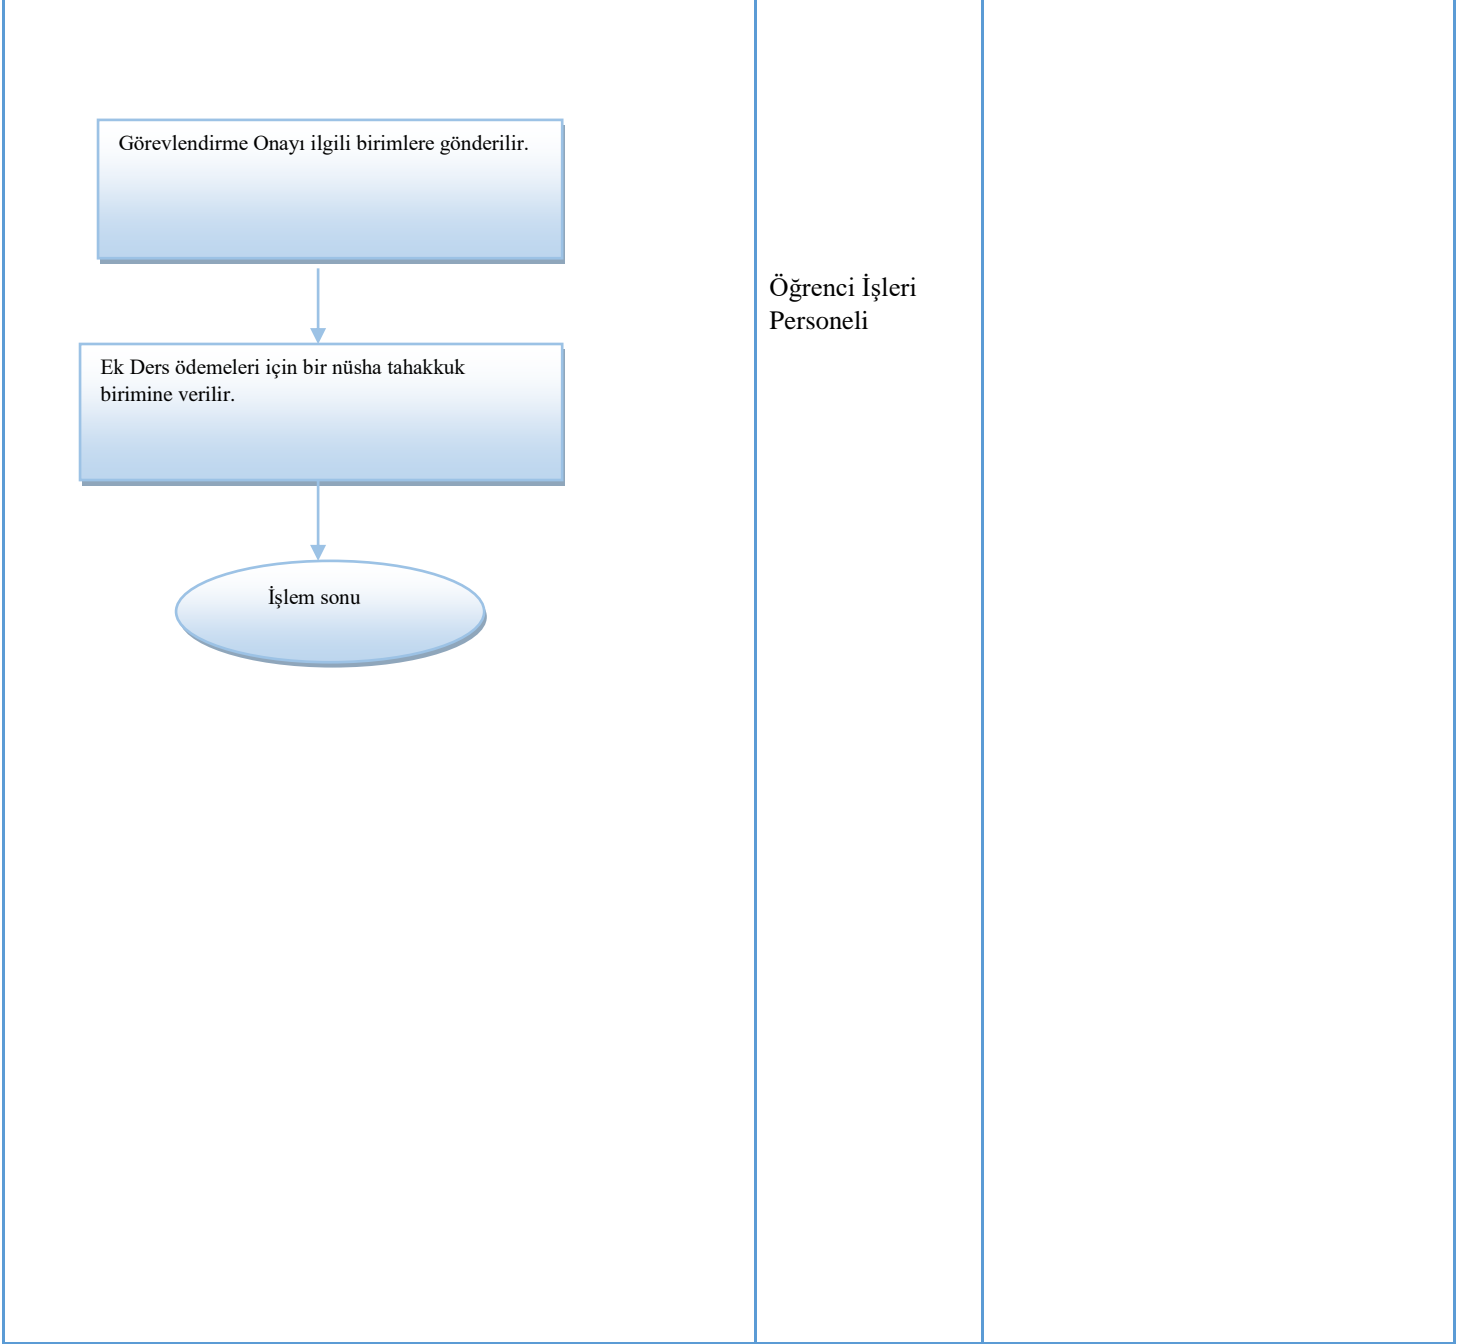 Görevlendirme Onayı ilgili birimlere gönderilir.
Öğrenci İşleri
Personeli
Ek Ders ödemeleri için bir nüsha tahakkuk
birimine verilir.
İşlem sonu